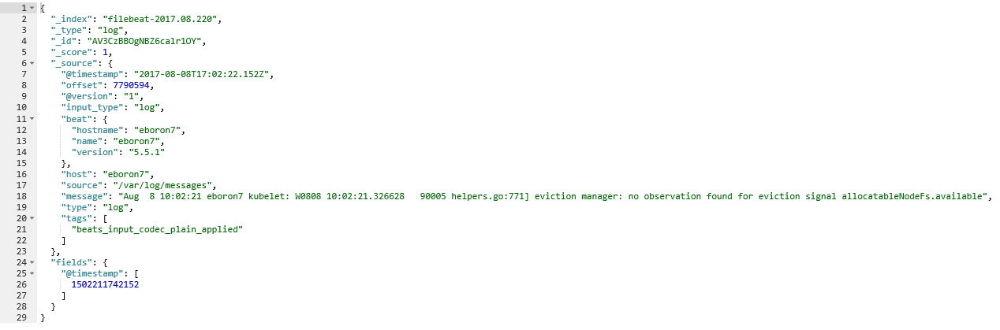 1 {
2   "_index": "filebeat-2017.08.220",
3   "_type": "log",
4   "_id": "AV3CzBBOgNBZ6calr1OY",
5   "_score": 1,
6   "_source": {
7     "@timestamp": "2017-08-08T17:02:22.152Z",
8     "offset": 7790594,
9     "@version": "1",
10     "input_type": "log",
11     "beat": {
12       "hostname": "eboron7",
13       "name": "eboron7",
14       "version": "5.5.1"
15     },
16     "host": "eboron7",
17     "source": "/var/log/messages",
18     "message": "Aug  8 10:02:21 eboron7 kubelet: W0808 10:02:21.326628   90005 helpers.go:771] eviction manager: no observation found for eviction signal allocatableNodeFs.available",
19     "type": "log",
20     "tags": [
21       "beats_input_codec_plain_applied"
22     ]
23   },
24   "fields": {
25     "@timestamp": [
26       1502211742152
27     ]
28   }
29 }